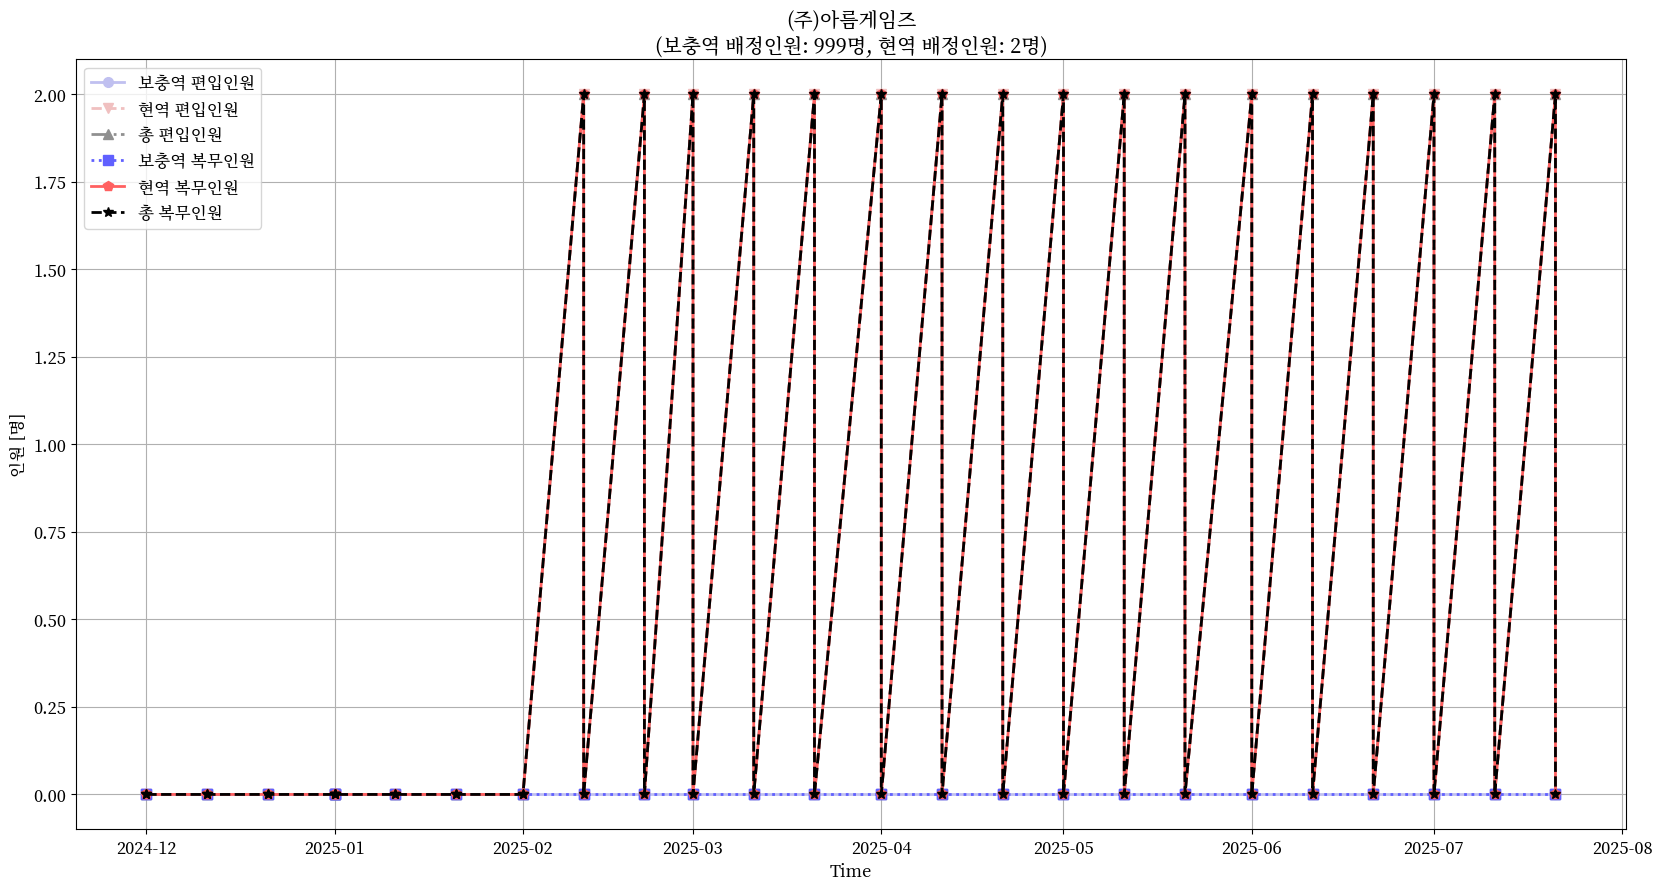 (주)아름게임즈
(보충역 배정인원: 999명, 현역 배정인원: 2명)
보충역 편입인원
현역 편입인원
총 편입인원
보충역 복무인원
현역 복무인원
총 복무인원
인원 [명]
2.00
1.75
1.50
1.25
1.00
0.75
0.50
0.25
0.00
2024-12
2025-01
2025-02
2025-03
2025-04
2025-05
2025-06
2025-07
2025-08
Time